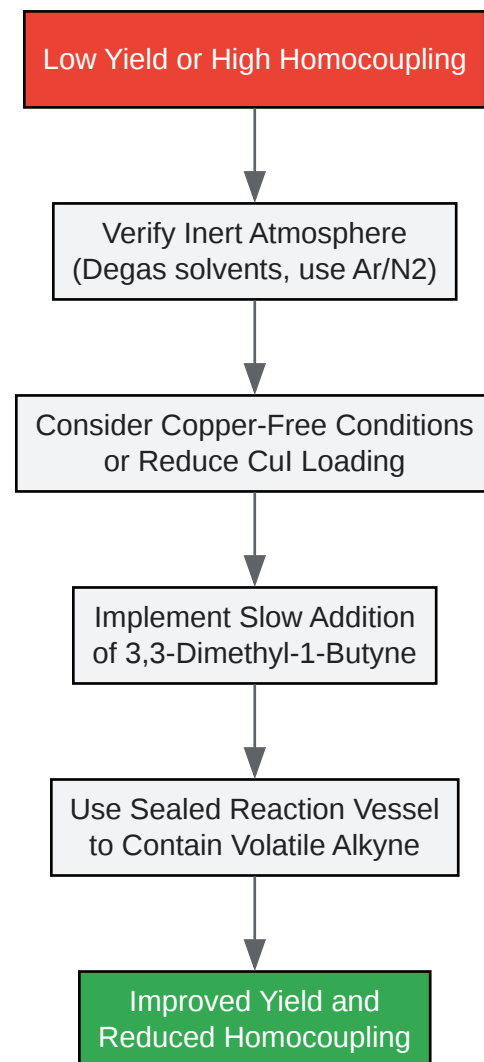 Low Yield or High Homocoupling
Verify Inert Atmosphere
(Degas solvents, use Ar/N2)
Consider Copper-Free Conditions
or Reduce CuI Loading
Implement Slow Addition
of 3,3-Dimethyl-1-Butyne
Use Sealed Reaction Vessel
to Contain Volatile Alkyne
Improved Yield and
Reduced Homocoupling